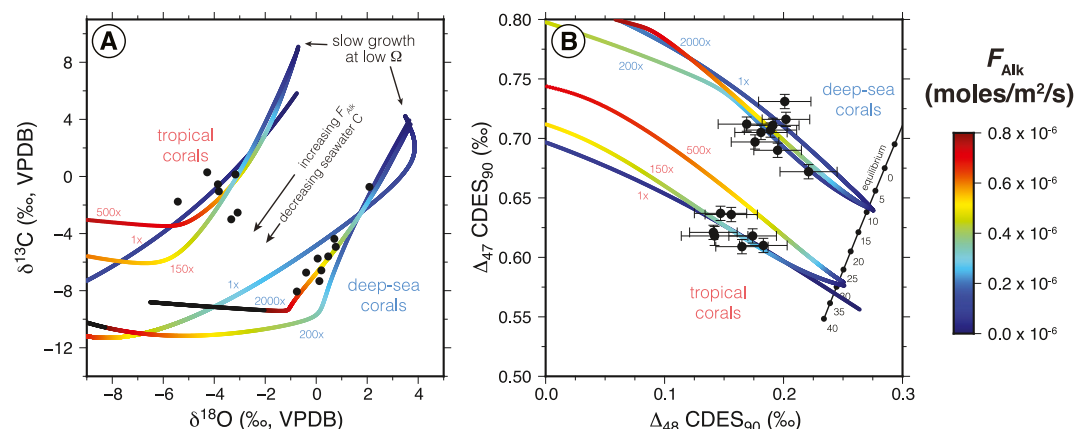 A
slow growth
at low Ω
tropical
corals
increasing F_Alk
decreasing seawater C
500x
1x
150x
1x
2000x
200x
deep-sea
corals
8
4
0
−4
−8
−12
δ¹³C (‰, VPDB)
−8
−6
−4
−2
0
2
4
δ¹⁸O (‰, VPDB)
B
2000x
200x
1x
deep-sea
corals
500x
150x
1x
tropical
corals
equilibrium
0
5
10
15
20
25
30
35
40
0.80
0.75
0.70
0.65
0.60
0.55
0.50
Δ₄₇ CDES₉₀ (‰)
0.0
0.1
0.2
0.3
Δ₄₈ CDES₉₀ (‰)
F_Alk
(moles/m²/s)
0.8 x 10⁻⁶
0.6 x 10⁻⁶
0.4 x 10⁻⁶
0.2 x 10⁻⁶
0.0 x 10⁻⁶